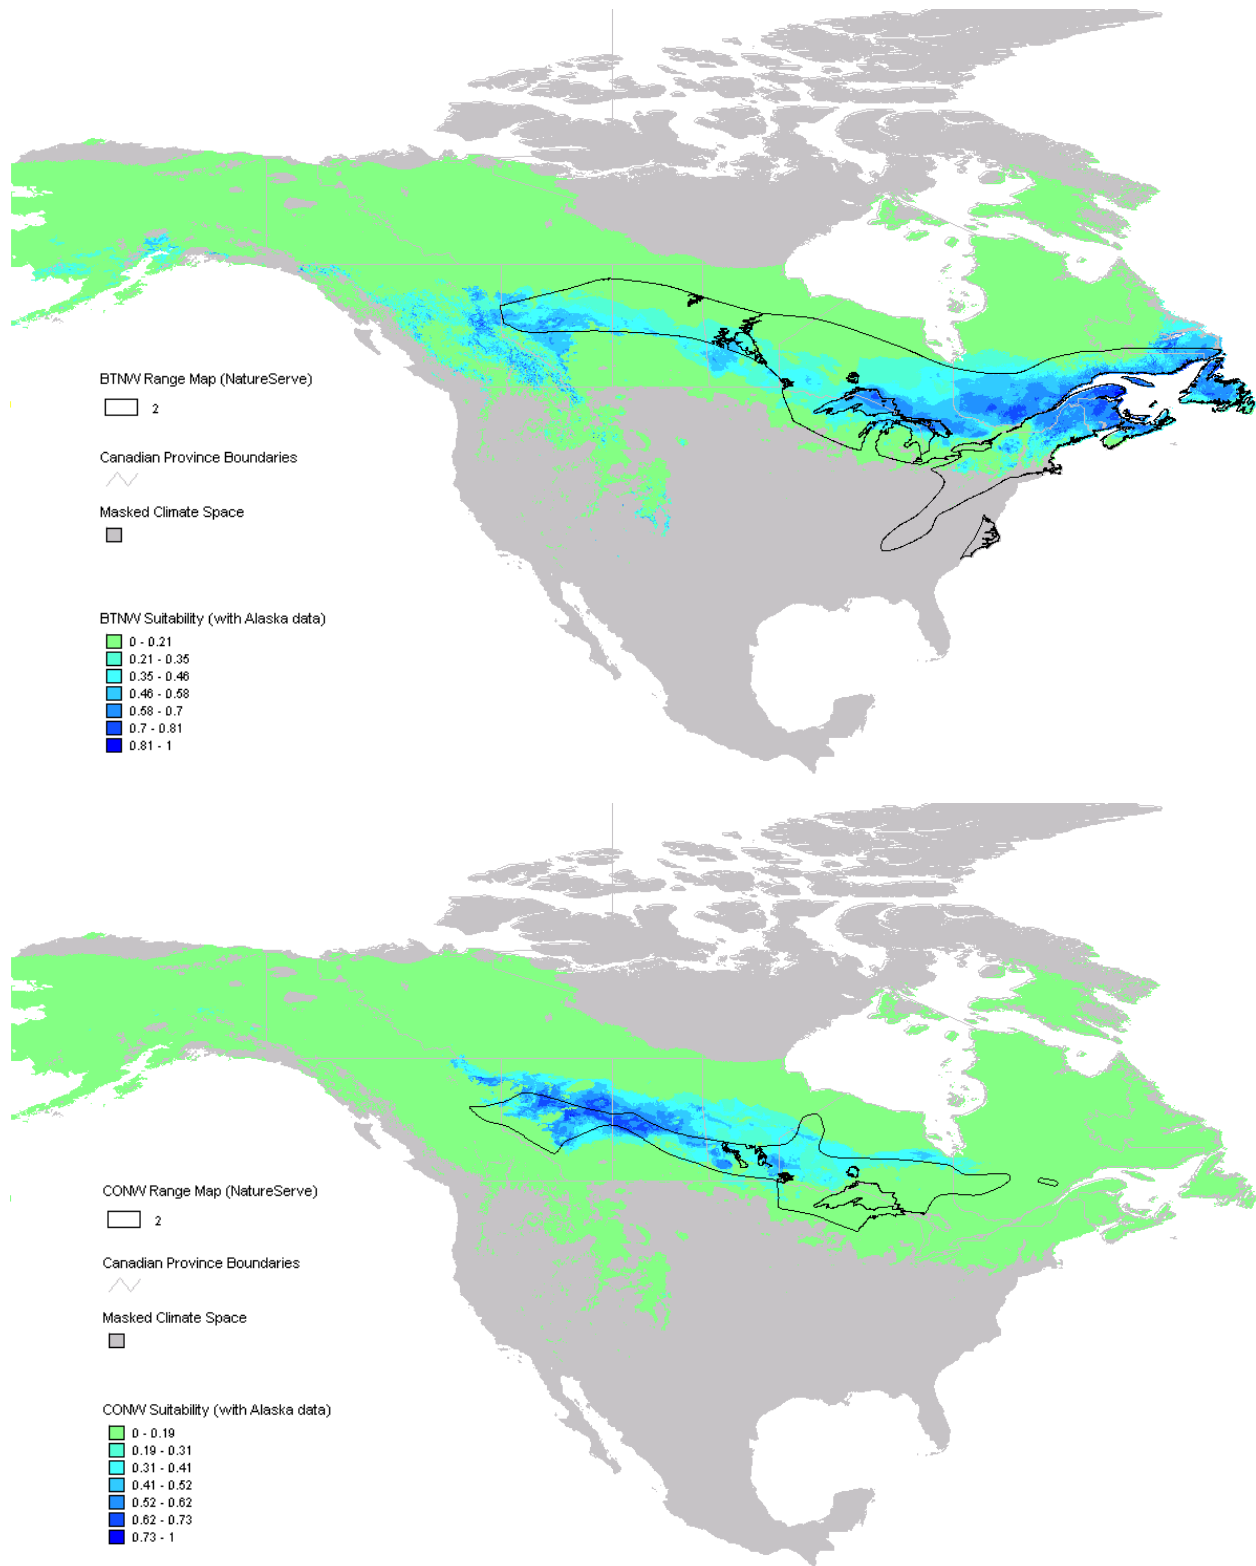 BTNW Range Map (NatureServe)
2
Canadian Province Boundaries
Masked Climate Space
BTNW Suitability (with Alaska data)
0 - 0.21
0.21 - 0.35
0.35 - 0.46
0.46 - 0.58
0.58 - 0.7
0.7 - 0.81
0.81 - 1
CONW Range Map (NatureServe)
2
Canadian Province Boundaries
Masked Climate Space
CONW Suitability (with Alaska data)
0 - 0.19
0.19 - 0.31
0.31 - 0.41
0.41 - 0.52
0.52 - 0.62
0.62 - 0.73
0.73 - 1